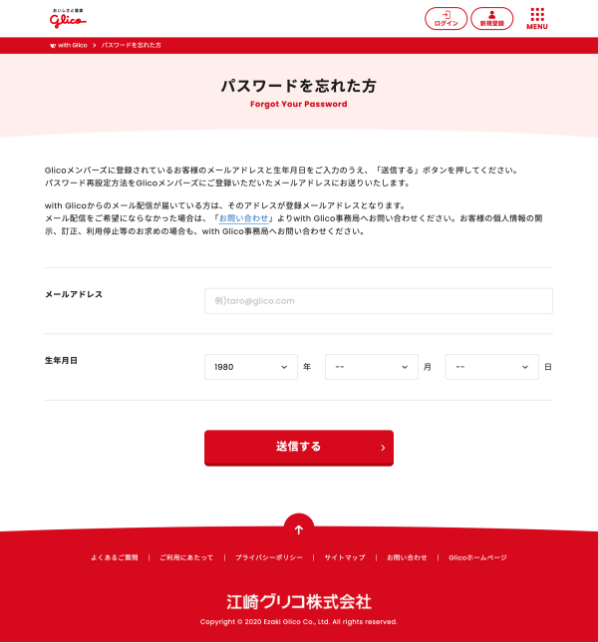 おいしさと健康
Glico
ログイン
新規登録
MENU
with Glico > パスワードを忘れた方
パスワードを忘れた方
Forgot Your Password
Glicoメンバーズに登録されているお客様のメールアドレスと生年月日をご入力のうえ、「送信する」ボタンを押してください。
パスワード再設定方法をGlicoメンバーズにご登録いただいたメールアドレスにお送りいたします。
with Glicoからのメール配信が届いている方は、そのアドレスが登録メールアドレスとなります。
メール配信をご希望にならなかった場合は、「お問い合わせ」よりwith Glico事務局へお問い合わせください。お客様の個人情報の開
示、訂正、利用停止等のお求めの場合も、with Glico事務局へお問い合わせください。
メールアドレス
例)taro@glico.com
生年月日
1980 年 -- 月 -- 日
送信する
よくあるご質問 | ご利用にあたって | プライバシーポリシー | サイトマップ | お問い合わせ | Glicoホームページ
江崎グリコ株式会社
Copyright © 2020 Ezaki Glico Co., Ltd. All rights reserved.